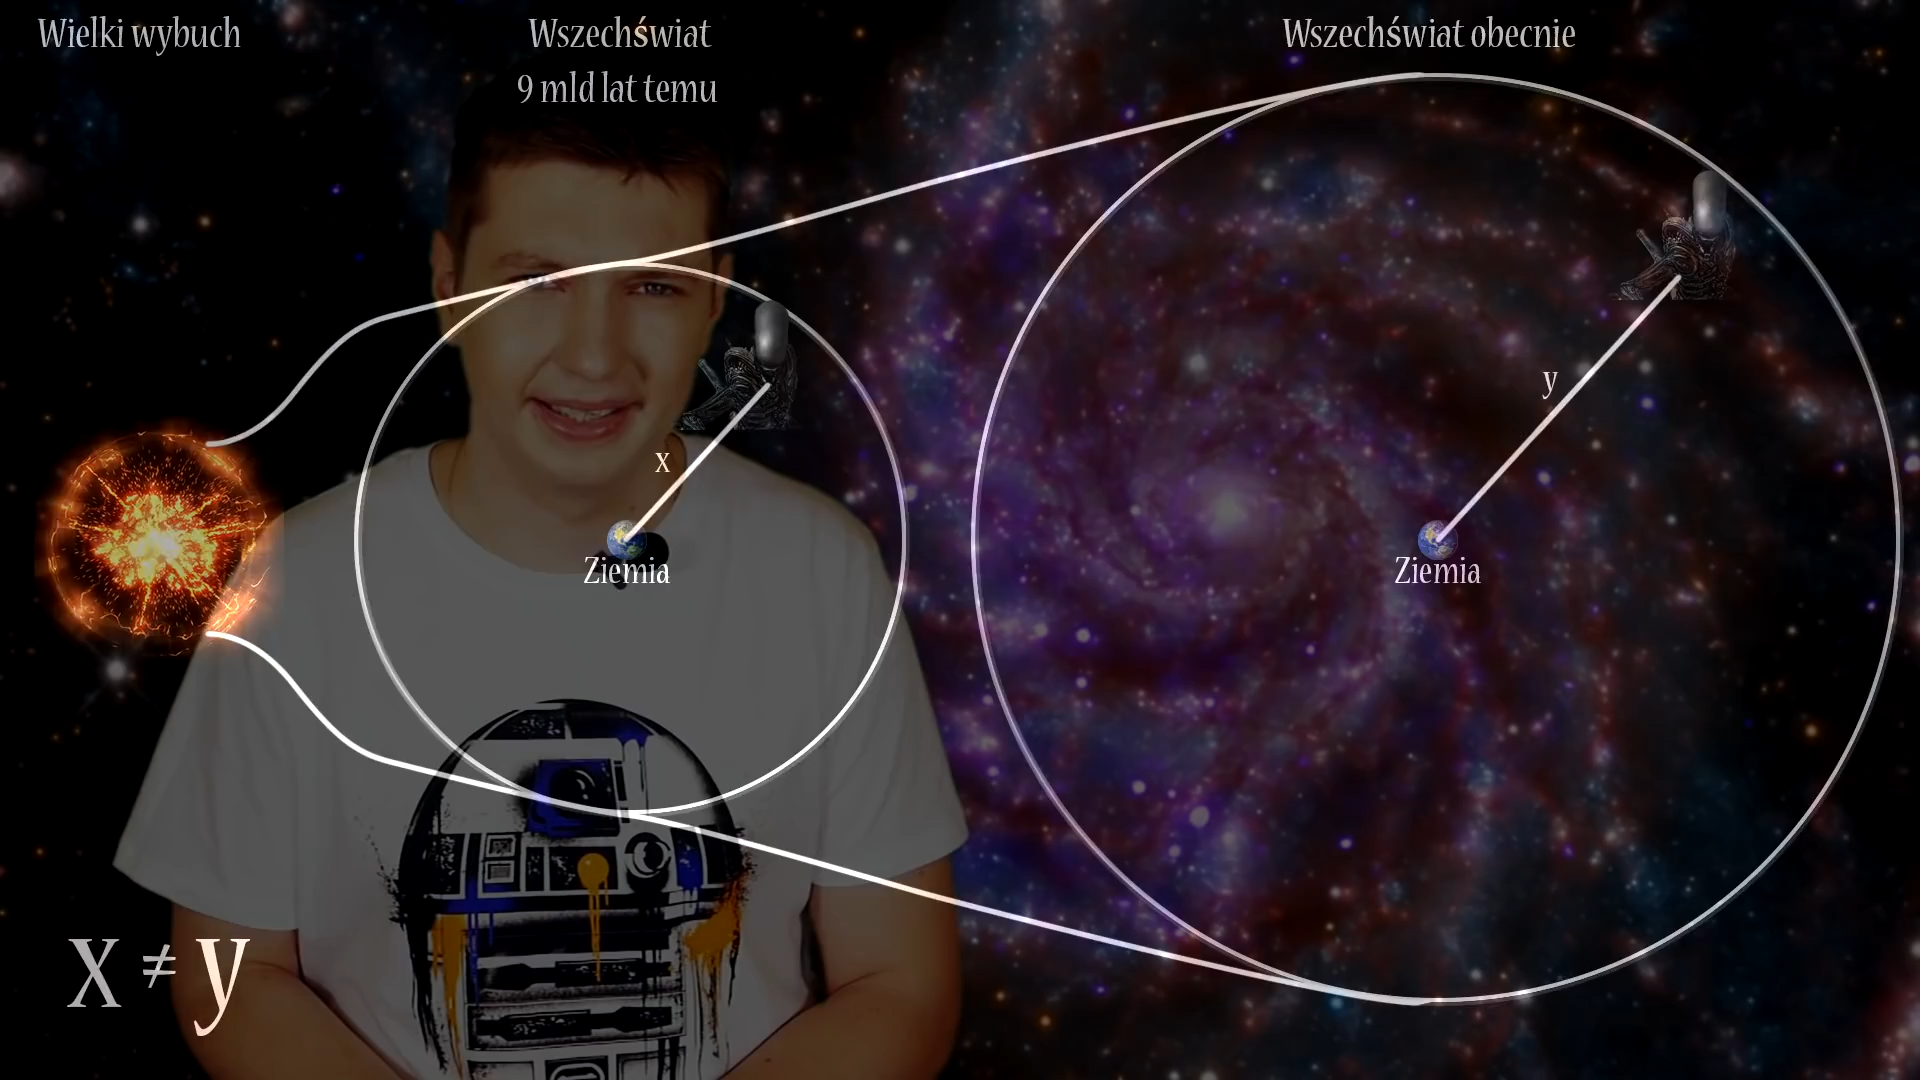 Wielki wybuch
Wszechświat
9 mld lat temu
Wszechświat obecnie
y
x
Ziemia
Ziemia
x ≠ y